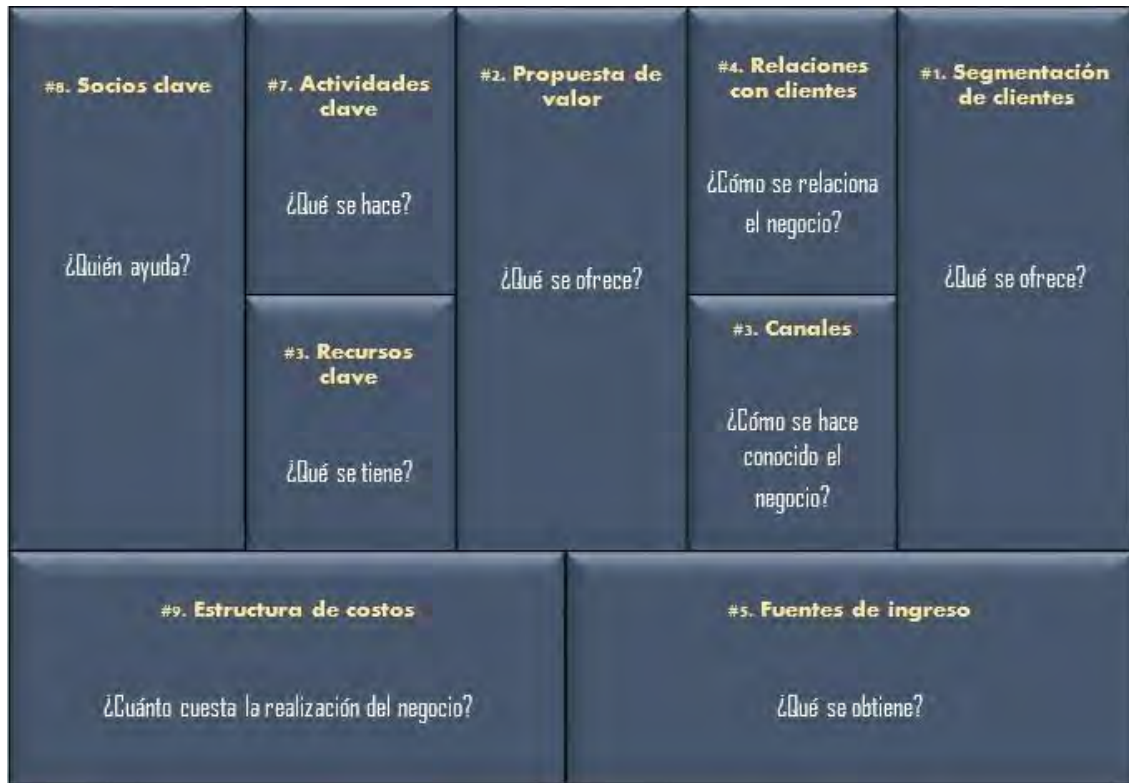 #8. Socios clave
¿Quién ayuda?
#7. Actividades
clave
¿Qué se hace?
#3. Recursos
clave
¿Qué se tiene?
#2. Propuesta de
valor
¿Qué se ofrece?
#4. Relaciones
con clientes
¿Cómo se relaciona
el negocio?
#3. Canales
¿Cómo se hace
conocido el
negocio?
#1. Segmentación
de clientes
¿Qué se ofrece?
#9. Estructura de costos
¿Cuánto cuesta la realización del negocio?
#5. Fuentes de ingreso
¿Qué se obtiene?